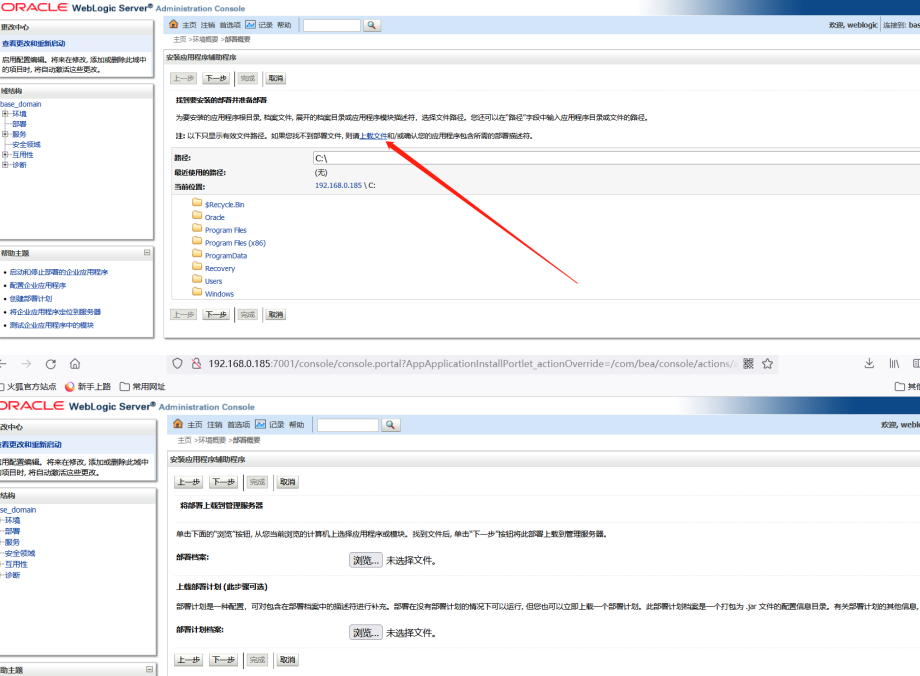 ORACLE WebLogic Server® Administration Console
更改中心
查看更改和重新启动
启用配置编辑。将来在修改, 添加或删除此域中
的项目时, 将自动激活这些更改。
域结构
base_domain
环境
部署
服务
安全领域
互用性
诊断
帮助主题
启动和停止部署的企业应用程序
配置企业应用程序
创建部署计划
将企业应用程序定位到服务器
测试企业应用程序中的模块
主页 注销 首选项 记录 帮助
欢迎, weblogic 连接到: bas
主页 >环境概要 >部署概要
安装应用程序辅助程序
上一步 下一步 完成 取消
找到要安装的部署并准备部署
为要安装的应用程序根目录, 档案文件, 展开的档案目录或应用程序模块描述符, 选择文件路径。您还可以在"路径"字段中输入应用程序目录或文件的路径。
注: 以下只显示有效文件路径。如果您找不到部署文件, 则请上载文件和/或确认您的应用程序包含所需的部署描述符。
路径: C:\
最近使用的路径: (无)
当前位置: 192.168.0.185 \ C:
$Recycle.Bin
Oracle
Program Files
Program Files (x86)
ProgramData
Recovery
Users
Windows
上一步 下一步 完成 取消
192.168.0.185:7001/console/console.portal?AppApplicationInstallPortlet_actionOverride=/com/bea/console/actions/
火狐官方站点 新手上路 常用网址 其他
ORACLE WebLogic Server® Administration Console
改中心
看更改和重新启动
用配置编辑。将来在修改, 添加或删除此域中
项目时, 将自动激活这些更改。
结构
se_domain
环境
部署
服务
安全领域
互用性
诊断
助主题
主页 注销 首选项 记录 帮助
欢迎, weblo
主页 >环境概要 >部署概要
安装应用程序辅助程序
上一步 下一步 完成 取消
将部署上载到管理服务器
单击下面的"浏览"按钮, 从您当前浏览的计算机上选择应用程序或模块。找到文件后, 单击"下一步"按钮将此部署上载到管理服务器。
部署档案: 浏览... 未选择文件。
上载部署计划 (此步骤可选)
部署计划是一种配置, 可对包含在部署档案中的描述符进行补充。部署在没有部署计划的情况下可以运行, 但您也可以立即上载一个部署计划。此部署计划档案是一个打包为 .jar 文件的配置信息目录。有关部署计划的其他信息,
部署计划档案: 浏览... 未选择文件。
上一步 下一步 完成 取消